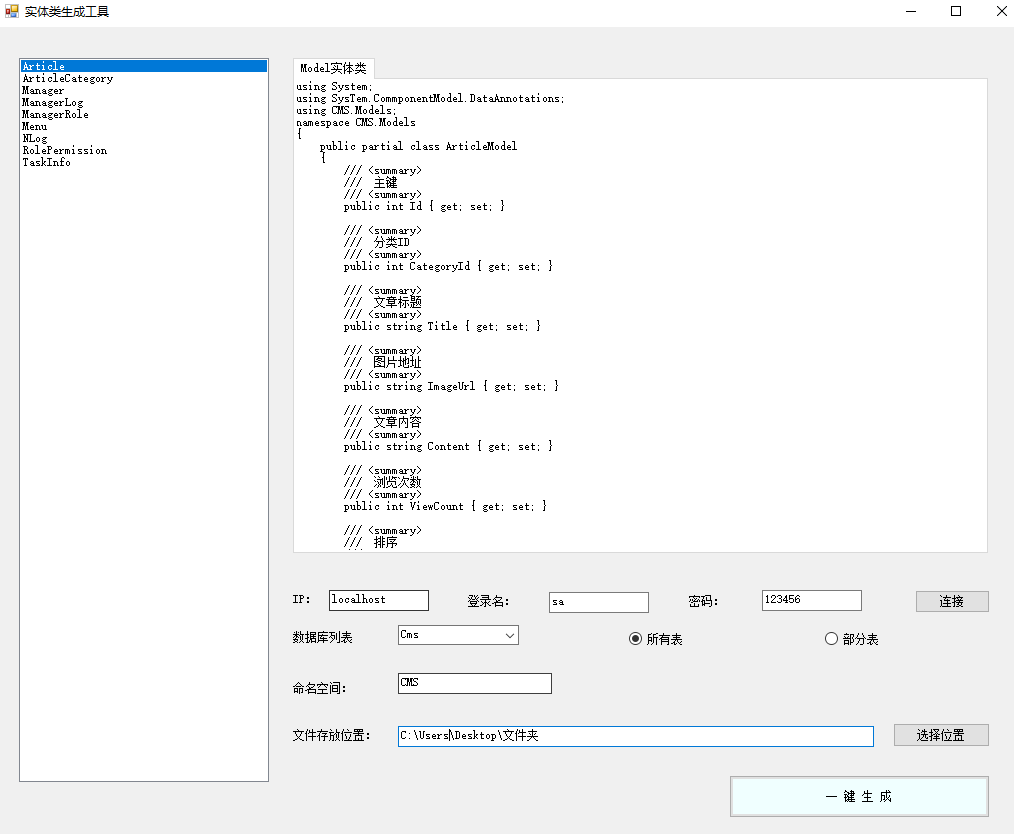 实体类生成工具
Article
ArticleCategory
Manager
ManagerLog
ManagerRole
Menu
NLog
RolePermission
TaskInfo
Model实体类
using System;
using SysTem.CommponentModel.DataAnnotations;
using CMS.Models;
namespace CMS.Models
{
public partial class ArticleModel
{
/// <summary>
/// 主键
/// <summary>
public int Id { get; set; }
/// <summary>
/// 分类ID
/// <summary>
public int CategoryId { get; set; }
/// <summary>
/// 文章标题
/// <summary>
public string Title { get; set; }
/// <summary>
/// 图片地址
/// <summary>
public string ImageUrl { get; set; }
/// <summary>
/// 文章内容
/// <summary>
public string Content { get; set; }
/// <summary>
/// 浏览次数
/// <summary>
public int ViewCount { get; set; }
/// <summary>
/// 排序
IP: localhost 登录名: sa 密码: 123456 连接
数据库列表 Cms 所有表 部分表
命名空间: CMS
文件存放位置: C:\Users\Desktop\文件夹 选择位置
一 键 生 成